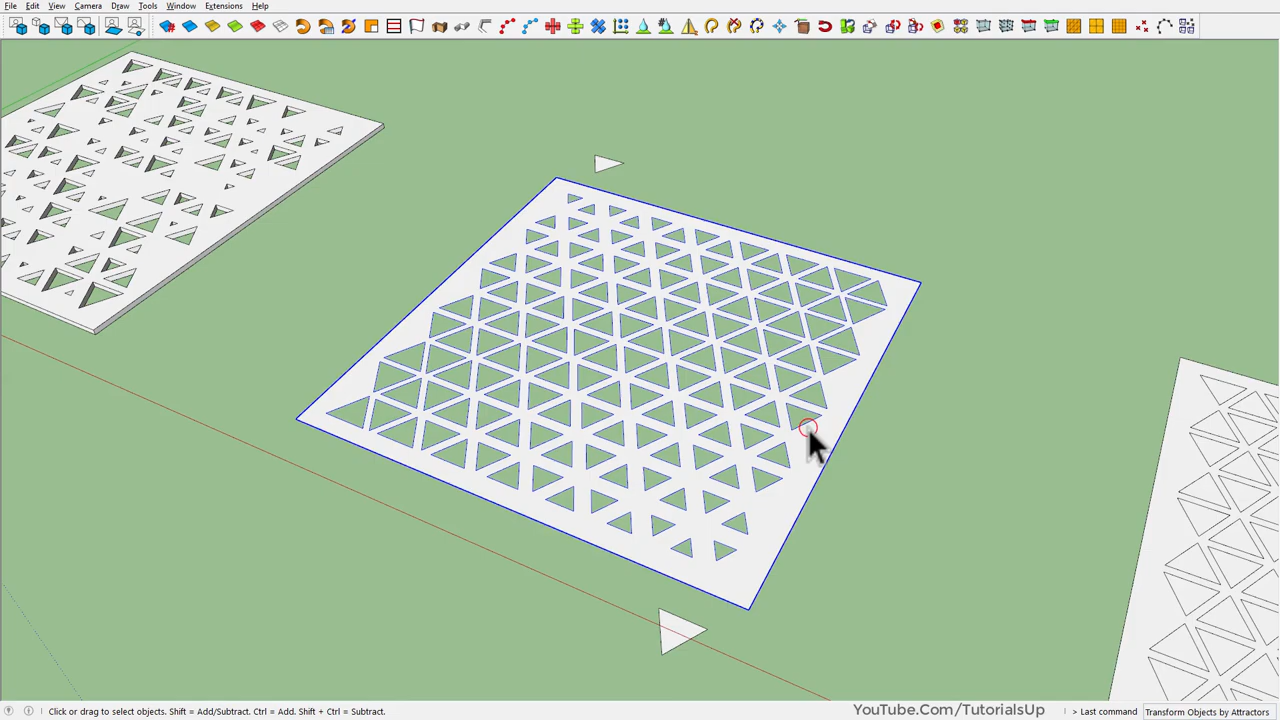 File Edit View Camera Draw Tools Window Extensions Help
YouTube.Com/TutorialsUp
Click or drag to select objects. Shift = Add/Subtract. Ctrl = Add. Shift + Ctrl = Subtract. > Last command Transform Objects by Attractors